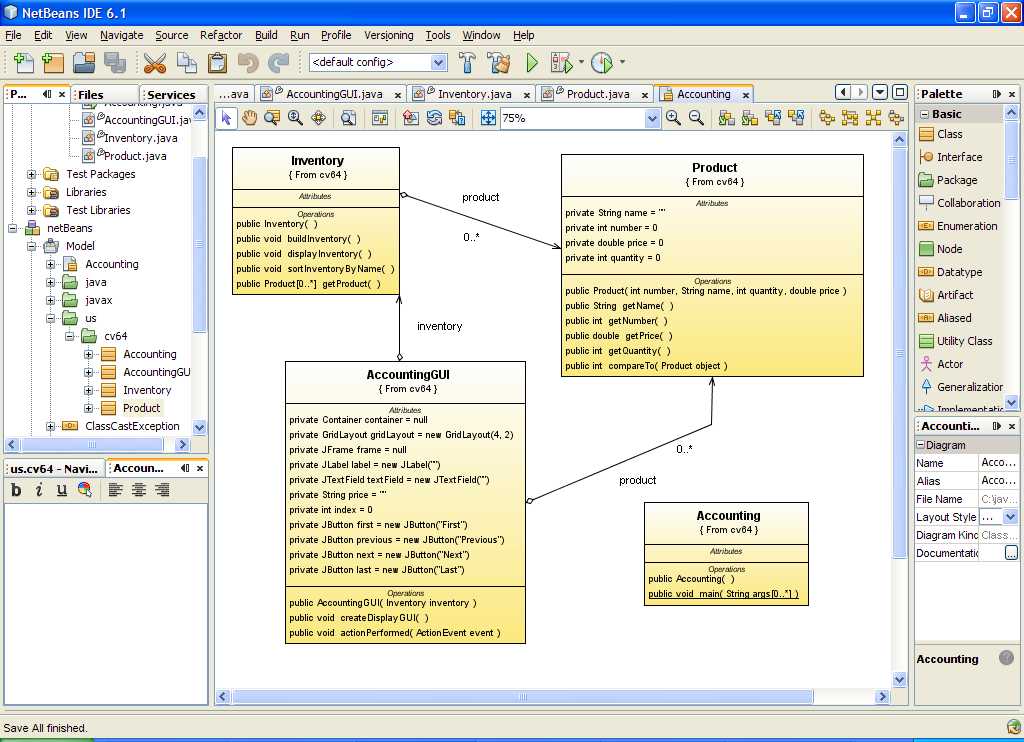 NetBeans IDE 6.1
File Edit View Navigate Source Refactor Build Run Profile Versioning Tools Window Help
<default config>
P... Files Services
AccountingGUI.jav
Inventory.java
Product.java
Test Packages
Libraries
Test Libraries
netBeans
Model
Accounting
java
javax
us
cv64
Accounting
AccountingGU
Inventory
Product
ClassCastException
us.cv64 - Navi... Accoun...
b i u
...ava AccountingGUI.java Inventory.java Product.java Accounting
75%
Inventory
{ From cv64 }
Attributes
Operations
public Inventory( )
public void buildInventory( )
public void displayInventory( )
public void sortInventoryByName( )
public Product[0..*] getProduct( )
product
0..*
Product
{ From cv64 }
Attributes
private String name = ""
private int number = 0
private double price = 0
private int quantity = 0
Operations
public Product( int number, String name, int quantity, double price )
public String getName( )
public int getNumber( )
public double getPrice( )
public int getQuantity( )
public int compareTo( Product object )
inventory
AccountingGUI
{ From cv64 }
Attributes
private Container container = null
private GridLayout gridLayout = new GridLayout(4, 2)
private JFrame frame = null
private JLabel label = new JLabel("")
private JTextField textField = new JTextField("")
private String price = ""
private int index = 0
private JButton first = new JButton("First")
private JButton previous = new JButton("Previous")
private JButton next = new JButton("Next")
private JButton last = new JButton("Last")
Operations
public AccountingGUI( Inventory inventory )
public void createDisplayGUI( )
public void actionPerformed( ActionEvent event )
0..*
product
Accounting
{ From cv64 }
Attributes
Operations
public Accounting( )
public void main( String args[0..*] )
Palette
Basic
Class
Interface
Package
Collaboration
Enumeration
Node
Datatype
Artifact
Aliased
Utility Class
Actor
Generalization
Accounti...
Diagram
Name Acco...
Alias Acco...
File Name C:\jav...
Layout Style ...
Diagram Kind Class...
Documentatic ...
Accounting
Save All finished.